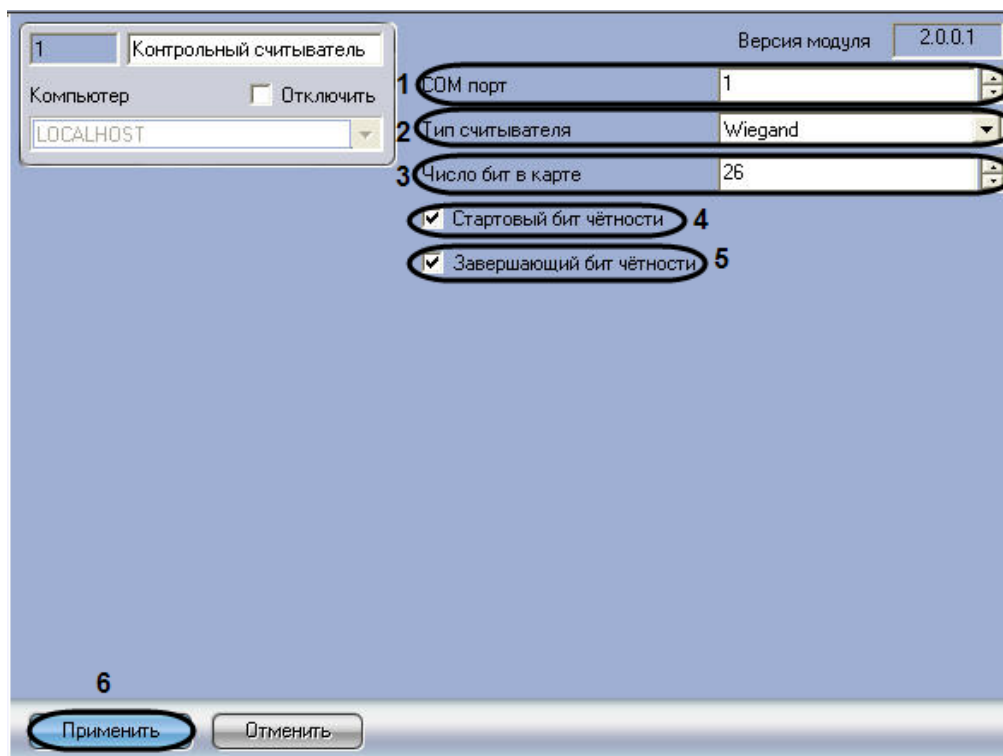 1
Контрольный считыватель
Компьютер
Отключить
LOCALHOST
Версия модуля
2.0.0.1
1
COM порт
1
2
Тип считывателя
Wiegand
3
Число бит в карте
26
Стартовый бит чётности
4
Завершающий бит чётности
5
6
Применить
Отменить